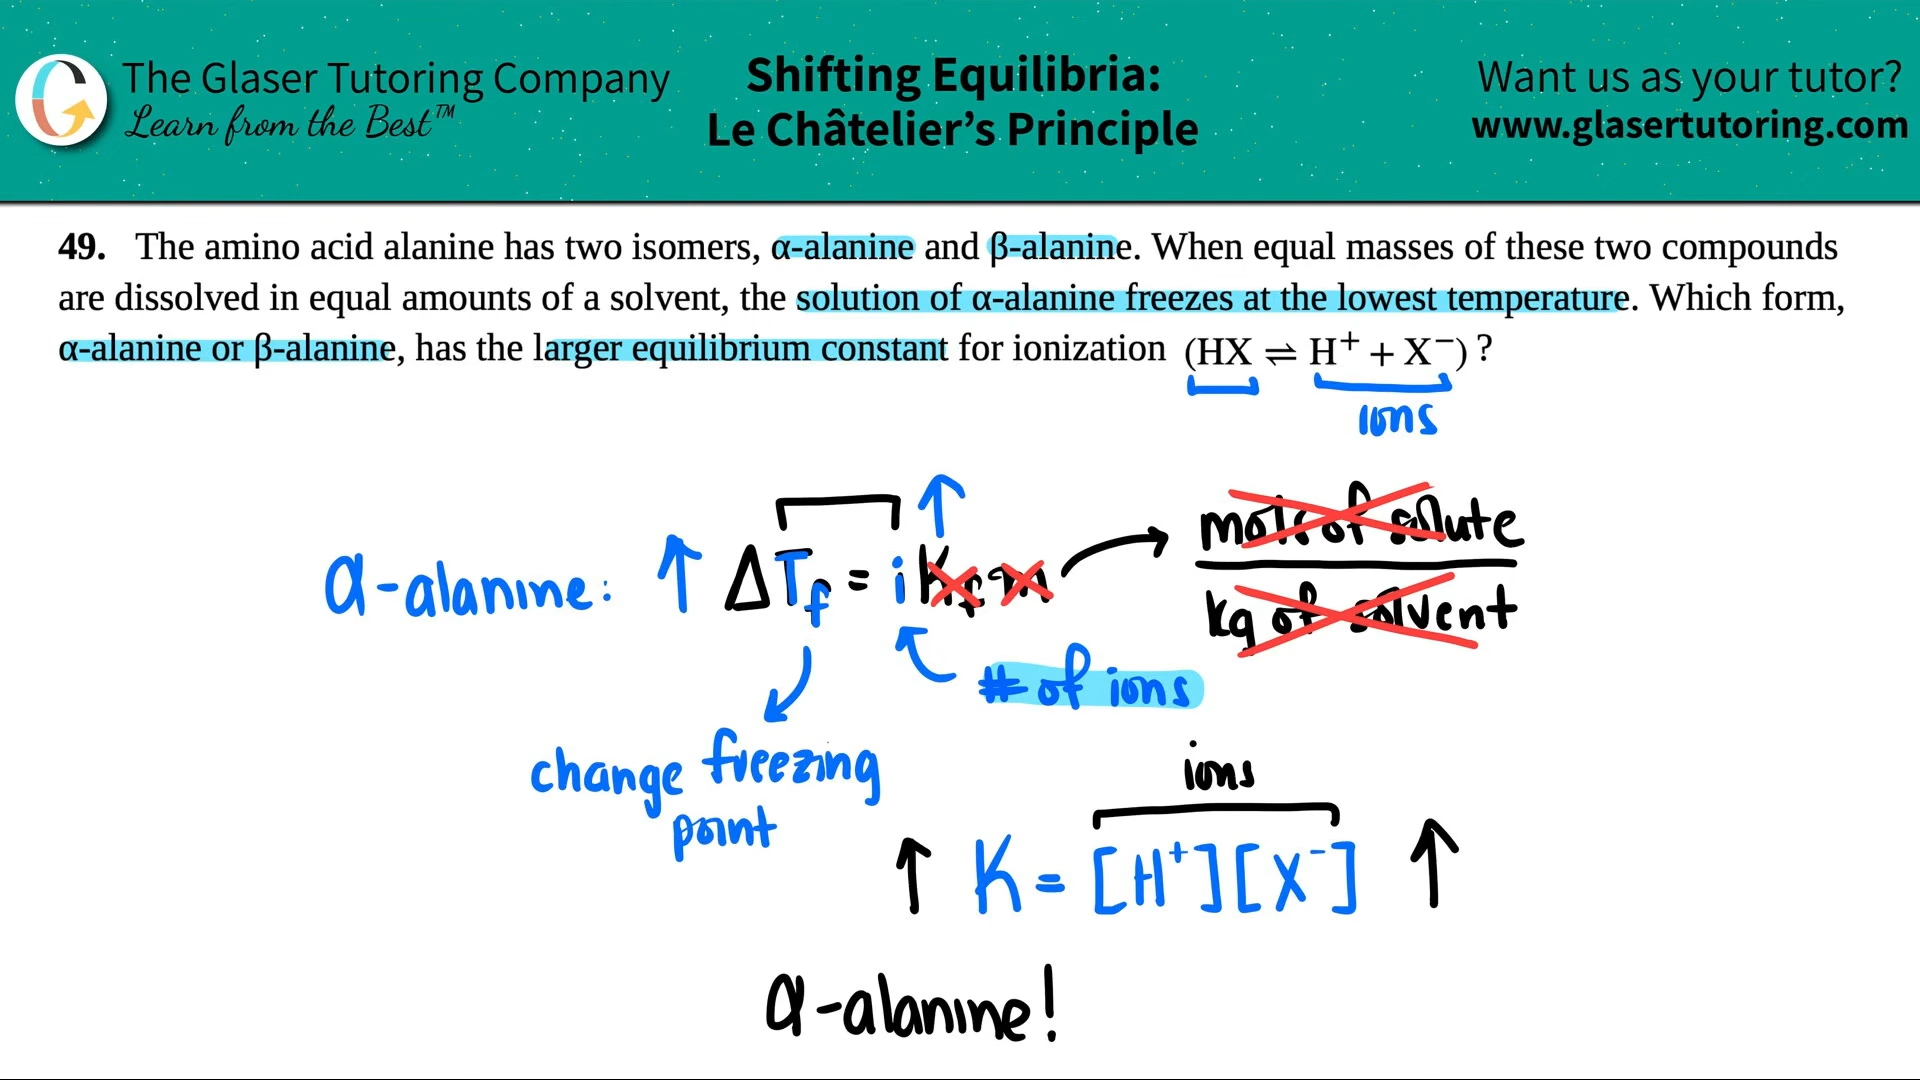 The Glaser Tutoring Company
Learn from the Best™
Shifting Equilibria:
Le Châtelier's Principle
Want us as your tutor?
www.glasertutoring.com
49. The amino acid alanine has two isomers, α-alanine and β-alanine. When equal masses of these two compounds
are dissolved in equal amounts of a solvent, the solution of α-alanine freezes at the lowest temperature. Which form,
α-alanine or β-alanine, has the larger equilibrium constant for ionization (HX ⇌ H⁺ + X⁻)?
ions
α-alanine: ↑ ΔTf = i Kf m → mols of solute
kg of solvent
# of ions
change freezing
point
ions
↑ K = [H⁺][X⁻] ↑
α-alanine!